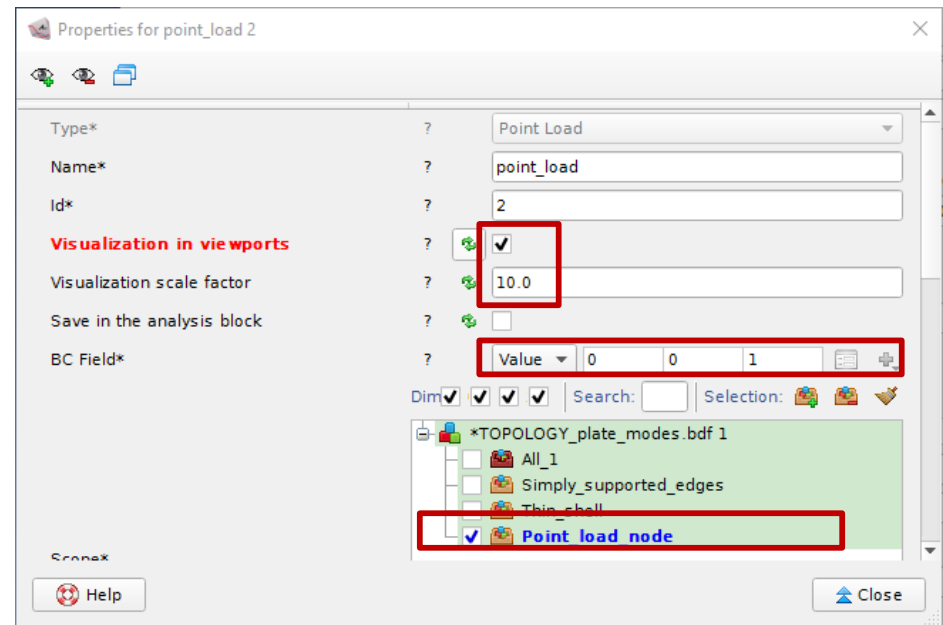 Properties for point_load 2
Type* ? Point Load
Name* ? point_load
Id* ? 2
Visualization in viewports ?
Visualization scale factor ? 10.0
Save in the analysis block ?
BC Field* ? Value 0 0 1
Dim Search: Selection:
*TOPOLOGY_plate_modes.bdf 1
All_1
Simply_supported_edges
Thin_shell
Point_load_node
Scope*
Help Close